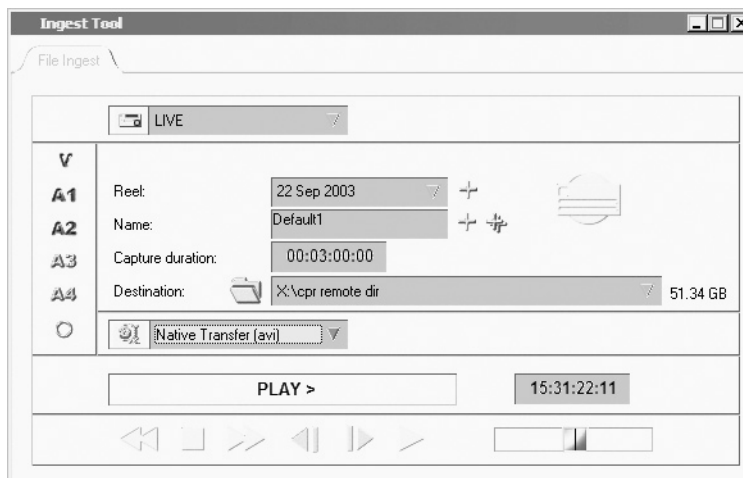 Ingest Tool
File Ingest
LIVE
V
A1
Reel: 22 Sep 2003
A2
Name: Default1
A3
Capture duration: 00:03:00:00
A4
Destination: X:\cpr remote dir 51.34 GB
Native Transfer (avi)
PLAY > 15:31:22:11